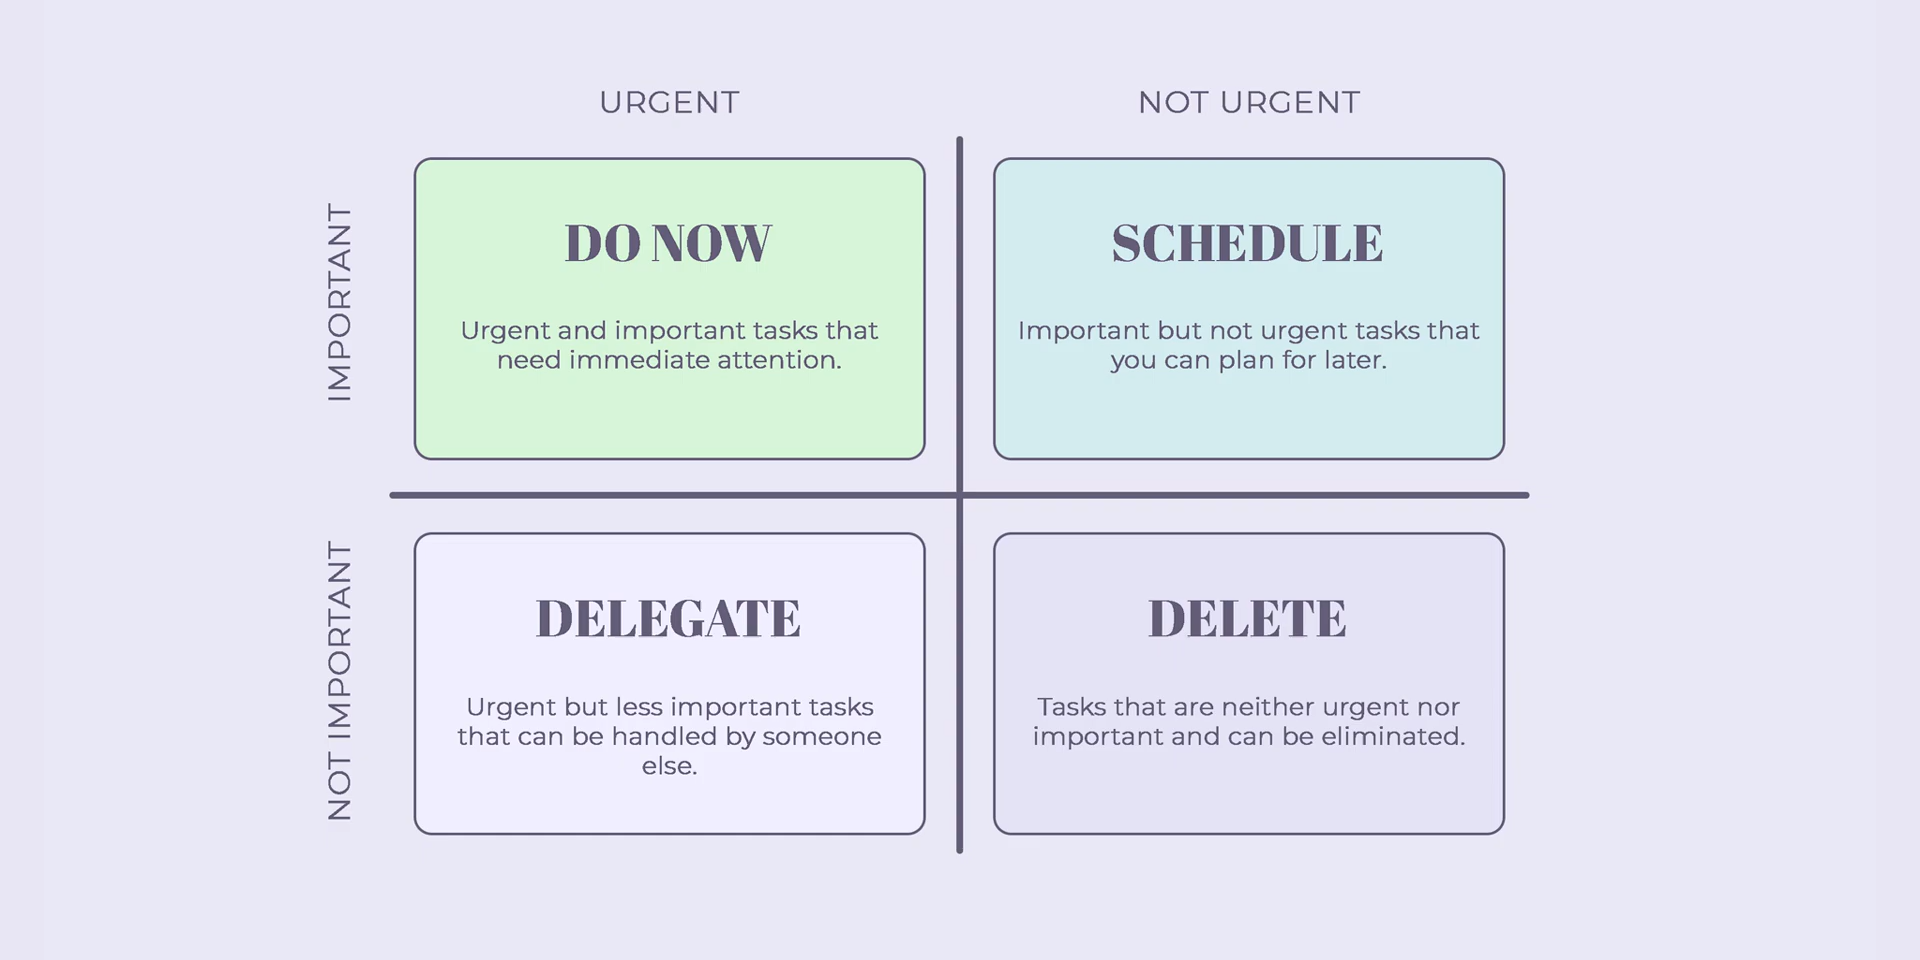 URGENT
NOT URGENT
IMPORTANT
DO NOW
Urgent and important tasks that
need immediate attention.
SCHEDULE
Important but not urgent tasks that
you can plan for later.
NOT IMPORTANT
DELEGATE
Urgent but less important tasks
that can be handled by someone
else.
DELETE
Tasks that are neither urgent nor
important and can be eliminated.